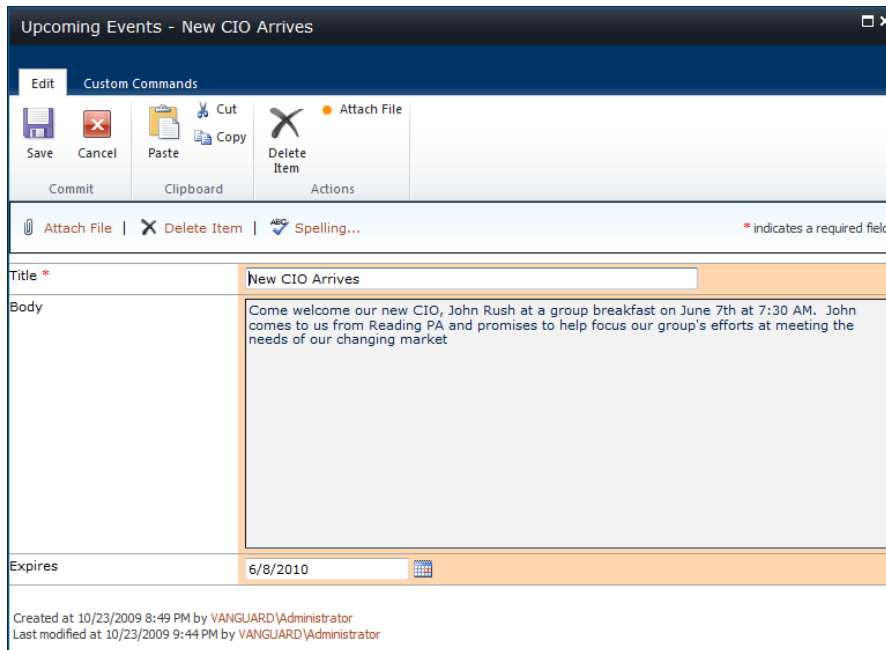 Upcoming Events - New CIO Arrives
Edit Custom Commands
Save Cancel Paste Cut Copy Delete Item Attach File
Commit Clipboard Actions
Attach File | Delete Item | ABC Spelling... * indicates a required field
Title * New CIO Arrives
Body Come welcome our new CIO, John Rush at a group breakfast on June 7th at 7:30 AM. John
comes to us from Reading PA and promises to help focus our group's efforts at meeting the
needs of our changing market
Expires 6/8/2010
Created at 10/23/2009 8:49 PM by VANGUARD\Administrator
Last modified at 10/23/2009 9:44 PM by VANGUARD\Administrator